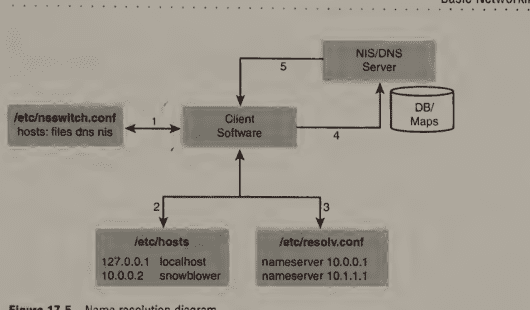 NIS/DNS
Server
5
DB/
Maps
/etc/nsswitch.conf
hosts: files dns nis
1
Client
Software
4
2
3
/etc/hosts
127.0.0.1 localhost
10.0.0.2 snowblower
/etc/resolv.conf
nameserver 10.0.0.1
nameserver 10.1.1.1
Figure 17.5 Name resolution diagram